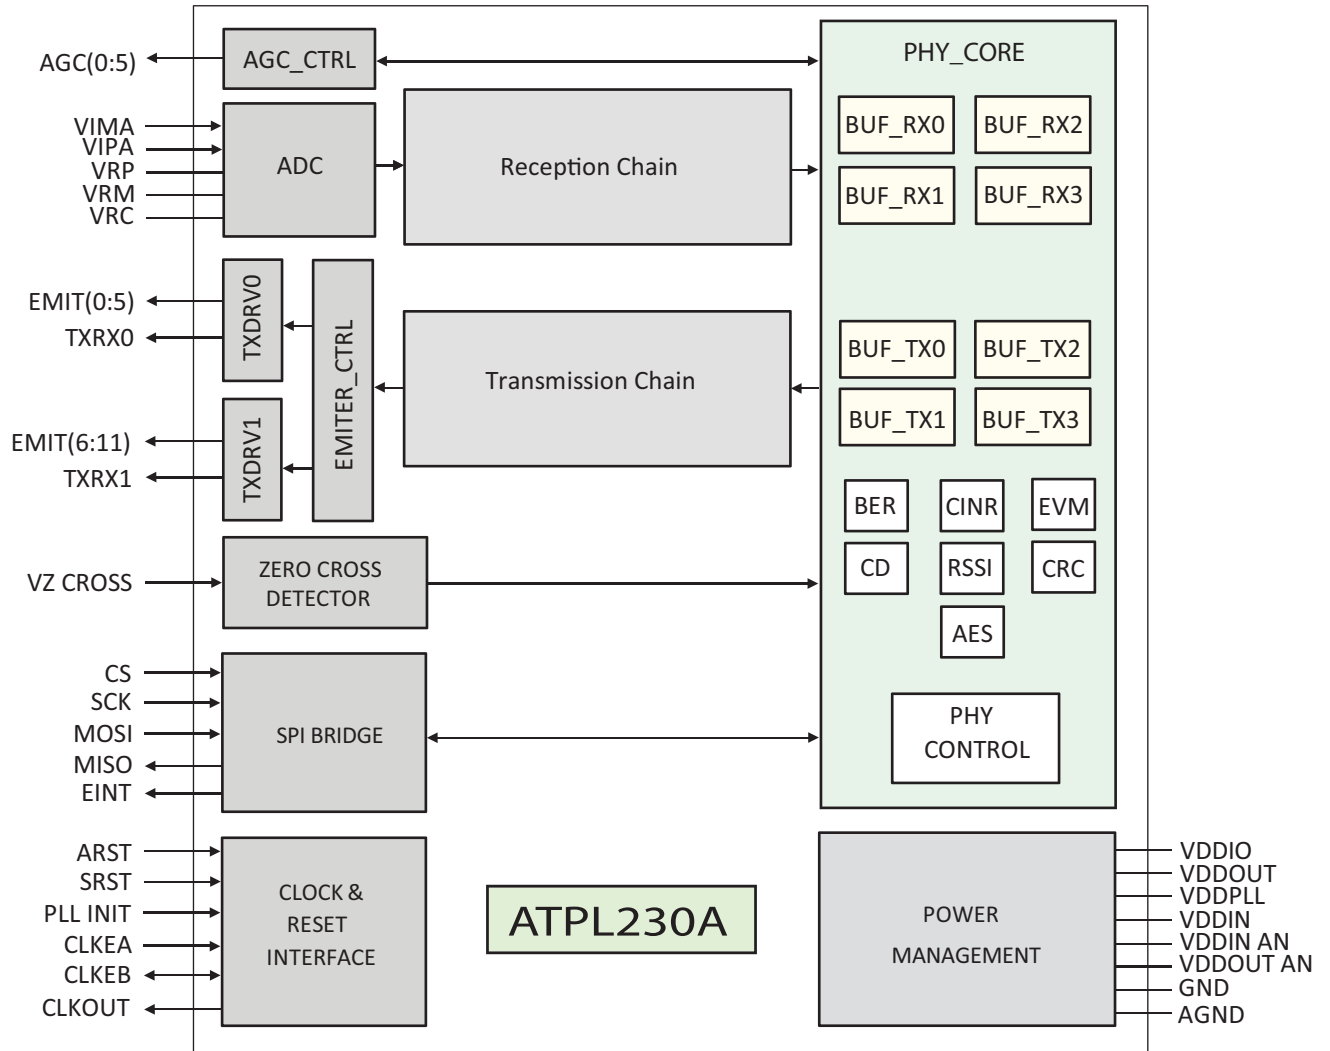 AGC(0:5)
AGC_CTRL
PHY_CORE
VIMA
VIPA
VRP
VRM
VRC
ADC
Reception Chain
BUF_RX0
BUF_RX2
BUF_RX1
BUF_RX3
EMIT(0:5)
TXRX0
TXDRV0
EMITER_CTRL
Transmission Chain
BUF_TX0
BUF_TX2
BUF_TX1
BUF_TX3
EMIT(6:11)
TXRX1
TXDRV1
BER
CINR
EVM
CD
RSSI
CRC
AES
VZ CROSS
ZERO CROSS
DETECTOR
CS
SCK
MOSI
MISO
EINT
SPI BRIDGE
PHY
CONTROL
ARST
SRST
PLL INIT
CLKEA
CLKEB
CLKOUT
CLOCK &
RESET
INTERFACE
ATPL230A
POWER
MANAGEMENT
VDDIO
VDDOUT
VDDPLL
VDDIN
VDDIN AN
VDDOUT AN
GND
AGND